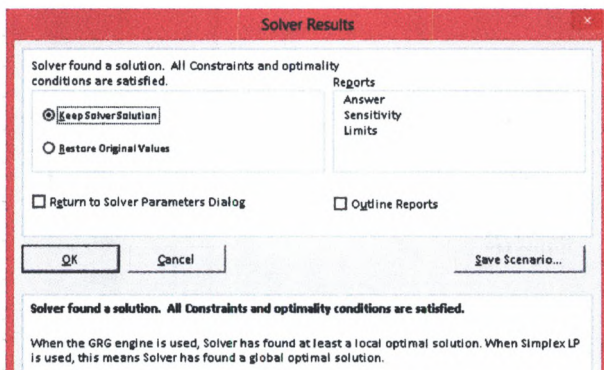 Solver Results
Solver found a solution. All Constraints and optimality
conditions are satisfied.
Reports
Answer
Sensitivity
Limits
Keep Solver Solution
Restore Original Values
Return to Solver Parameters Dialog
Outline Reports
OK
Cancel
Save Scenario...
Solver found a solution. All Constraints and optimality conditions are satisfied.
When the GRG engine is used, Solver has found at least a local optimal solution. When Simplex LP
is used, this means Solver has found a global optimal solution.